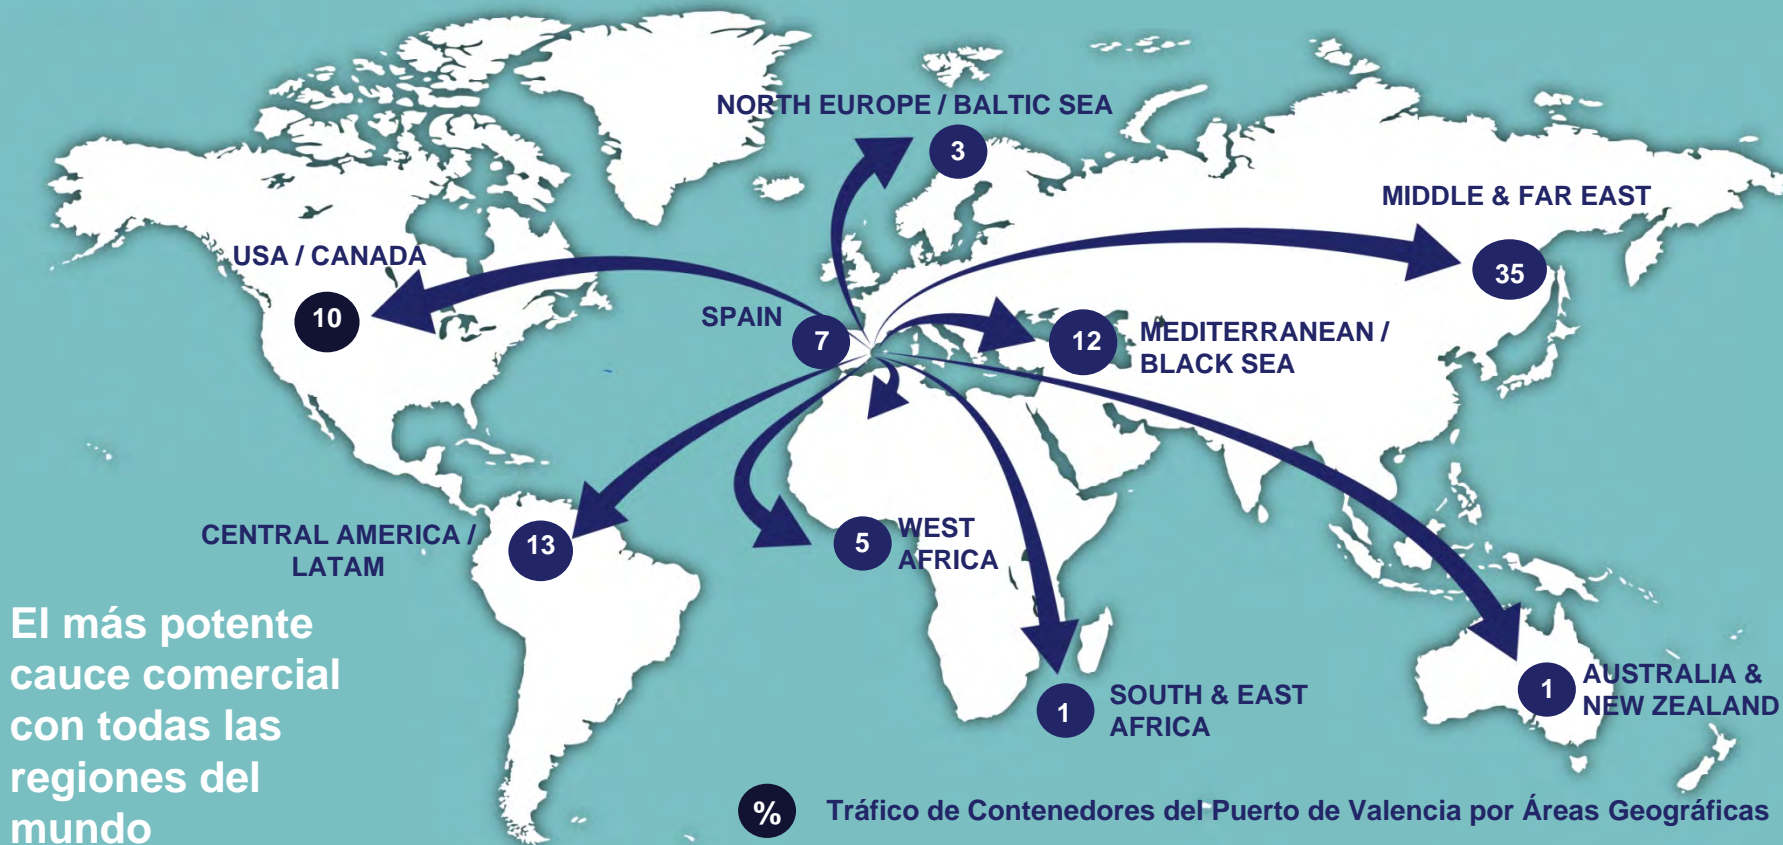 NORTH EUROPE / BALTIC SEA
3
MIDDLE & FAR EAST
35
USA / CANADA
10
SPAIN
7
12
MEDITERRANEAN /
BLACK SEA
CENTRAL AMERICA /
LATAM
13
5
WEST
AFRICA
El más potente
cauce comercial
con todas las
regiones del
mundo
1
SOUTH & EAST
AFRICA
1
AUSTRALIA &
NEW ZEALAND
%
Tráfico de Contenedores del Puerto de Valencia por Áreas Geográficas